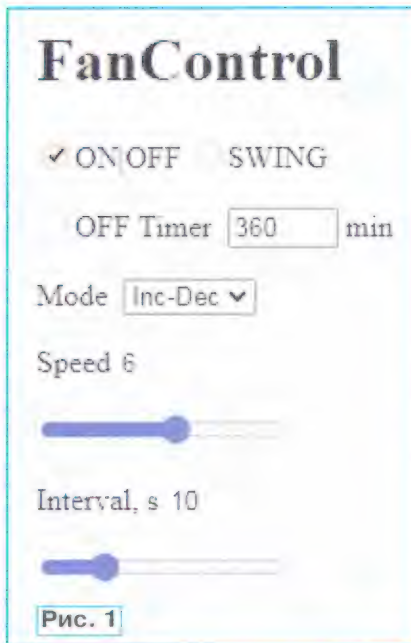 FanControl
✓ ON|OFF SWING
OFF Timer 360 min
Mode Inc-Dec
Speed 6
Interval, s 10
Рис. 1